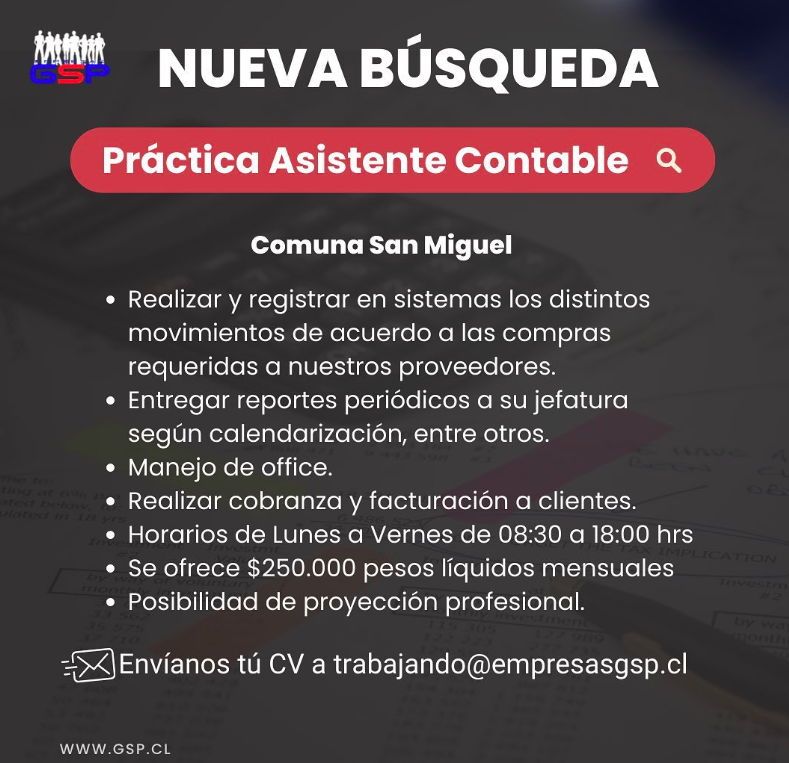 GSP
NUEVA BÚSQUEDA
Práctica Asistente Contable
Comuna San Miguel
• Realizar y registrar en sistemas los distintos
movimientos de acuerdo a las compras
requeridas a nuestros proveedores.
• Entregar reportes periódicos a su jefatura
según calendarización, entre otros.
• Manejo de office.
• Realizar cobranza y facturación a clientes.
• Horarios de Lunes a Vernes de 08:30 a 18:00 hrs
• Se ofrece $250.000 pesos líquidos mensuales
• Posibilidad de proyección profesional.
Envíanos tú CV a trabajando@empresasgsp.cl
WWW.GSP.CL